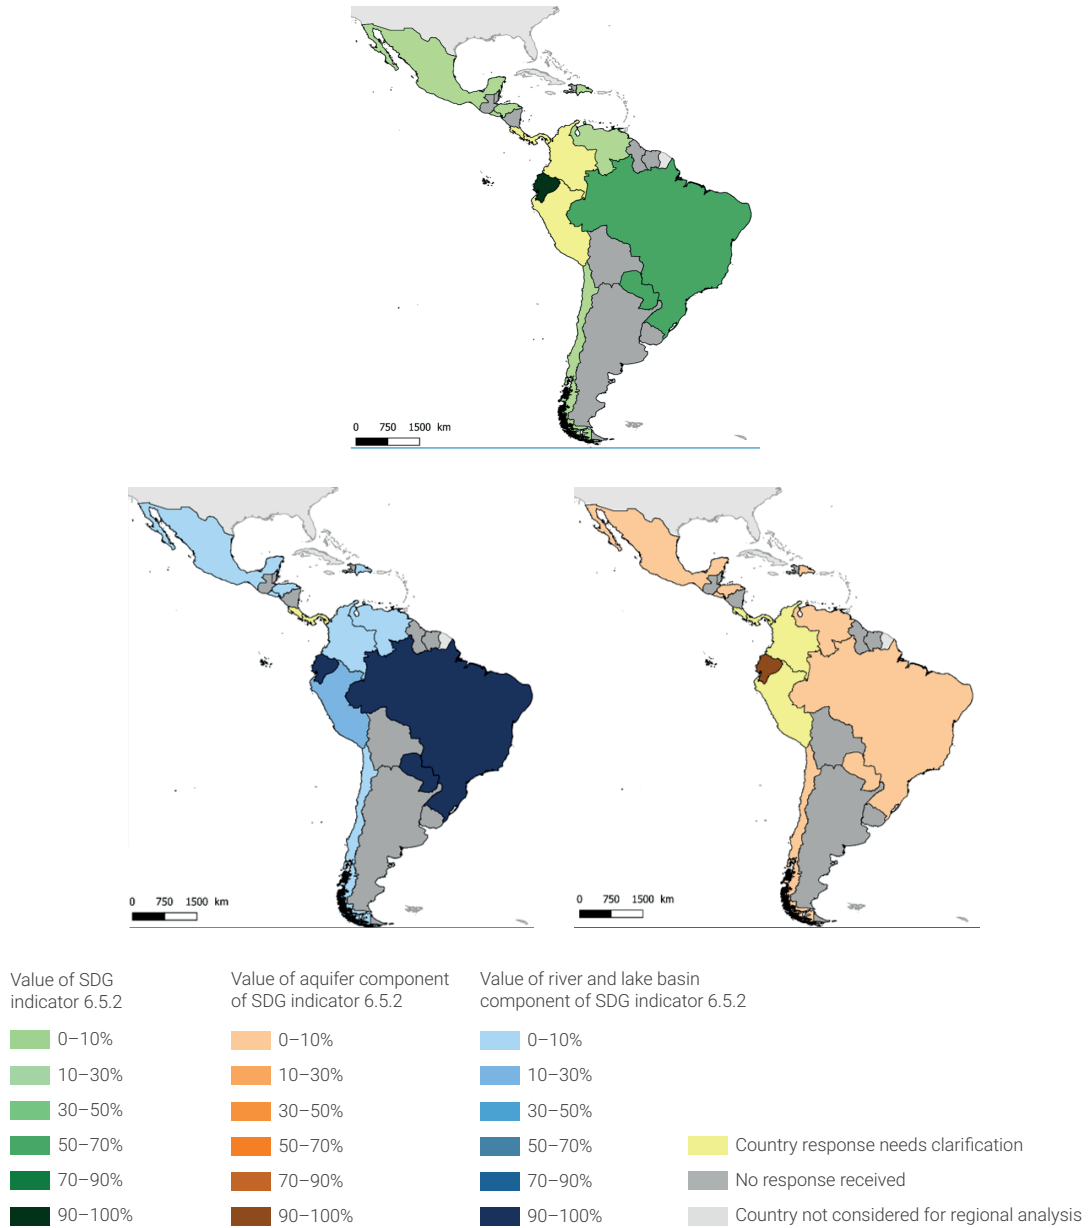 0 750 1500 km
0 750 1500 km
0 750 1500 km
Value of SDG
indicator 6.5.2
0–10%
10–30%
30–50%
50–70%
70–90%
90–100%
Value of aquifer component
of SDG indicator 6.5.2
0–10%
10–30%
30–50%
50–70%
70–90%
90–100%
Value of river and lake basin
component of SDG indicator 6.5.2
0–10%
10–30%
30–50%
50–70%
70–90%
90–100%
Country response needs clarification
No response received
Country not considered for regional analysis